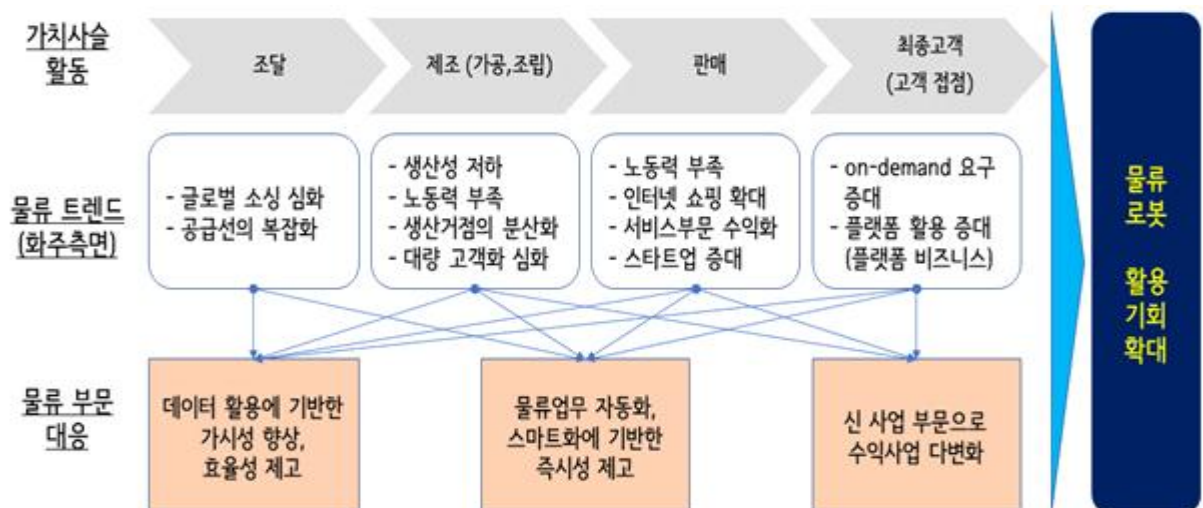 가치사슬
활동
조달
제조 (가공,조립)
판매
최종고객
(고객 접점)
물류 트렌드
(화주측면)
- 글로벌 소싱 심화
- 공급선의 복잡화
- 생산성 저하
- 노동력 부족
- 생산거점의 분산화
- 대량 고객화 심화
- 노동력 부족
- 인터넷 쇼핑 확대
- 서비스부문 수익화
- 스타트업 증대
- on-demand 요구
증대
- 플랫폼 활용 증대
(플랫폼 비즈니스)
물류 부문
대응
데이터 활용에 기반한
가시성 향상,
효율성 제고
물류업무 자동화,
스마트화에 기반한
즉시성 제고
신 사업 부문으로
수익사업 다변화
물류
로봇
활용
기회
확대